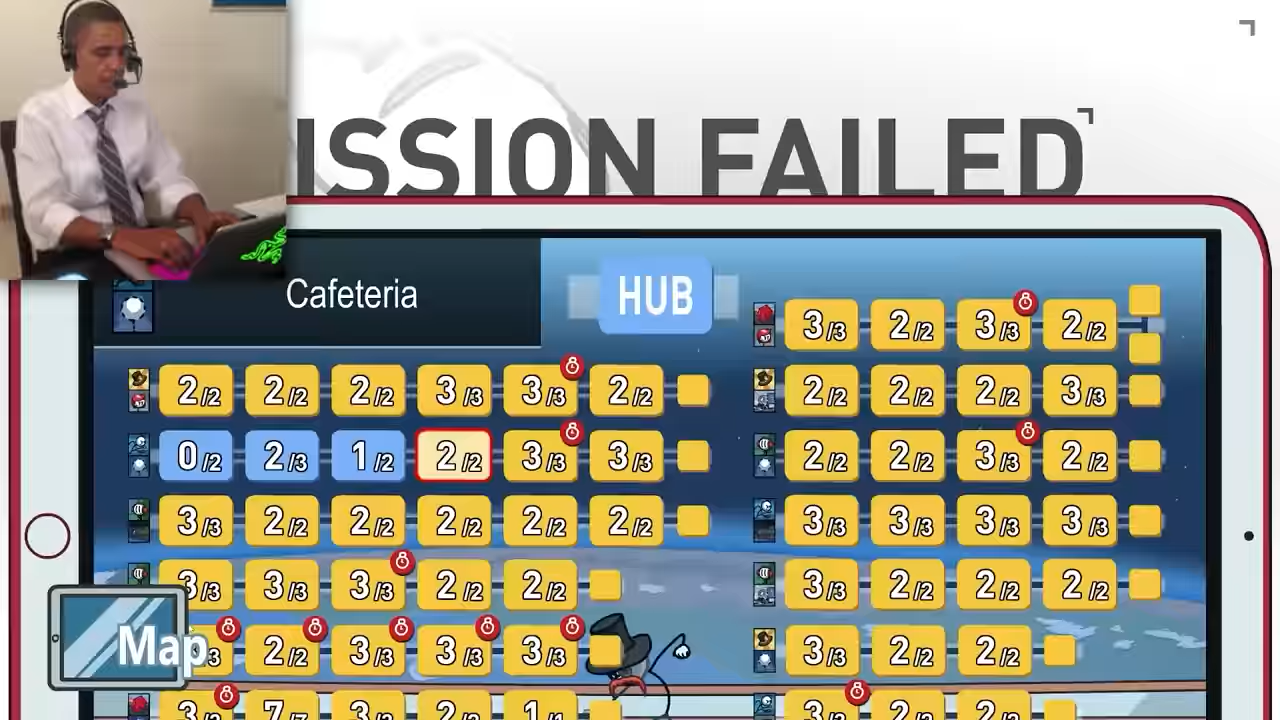 ISSION FAILED
Cafeteria
HUB
3/3 2/2 3/3 2/2
2/2 2/2 2/2 3/3 3/3 2/2
2/2 2/2 2/2 3/3
0/2 2/3 1/2 2/2 3/3 3/3
2/2 2/2 3/3 2/2
3/3 2/2 2/2 2/2 2/2 2/2
3/3 3/3 3/3 3/3
3/3 3/3 3/3 2/2 2/2
3/3 2/2 2/2 2/2
Map
2/2 3/3 3/3 3/3
3/3 2/2 2/2